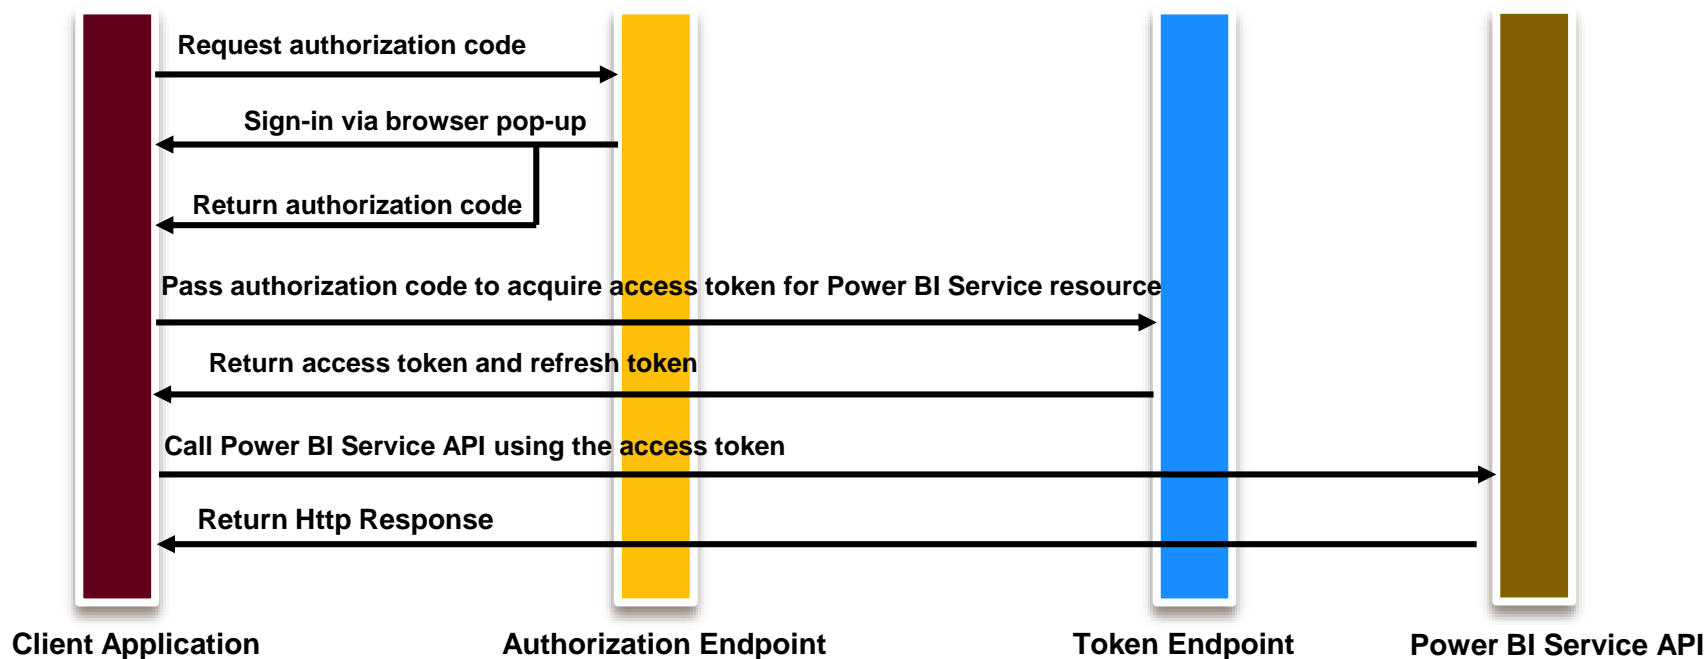 Request authorization code
Sign-in via browser pop-up
Return authorization code
Pass authorization code to acquire access token for Power BI Service resource
Return access token and refresh token
Call Power BI Service API using the access token
Return Http Response
Client Application
Authorization Endpoint
Token Endpoint
Power BI Service API